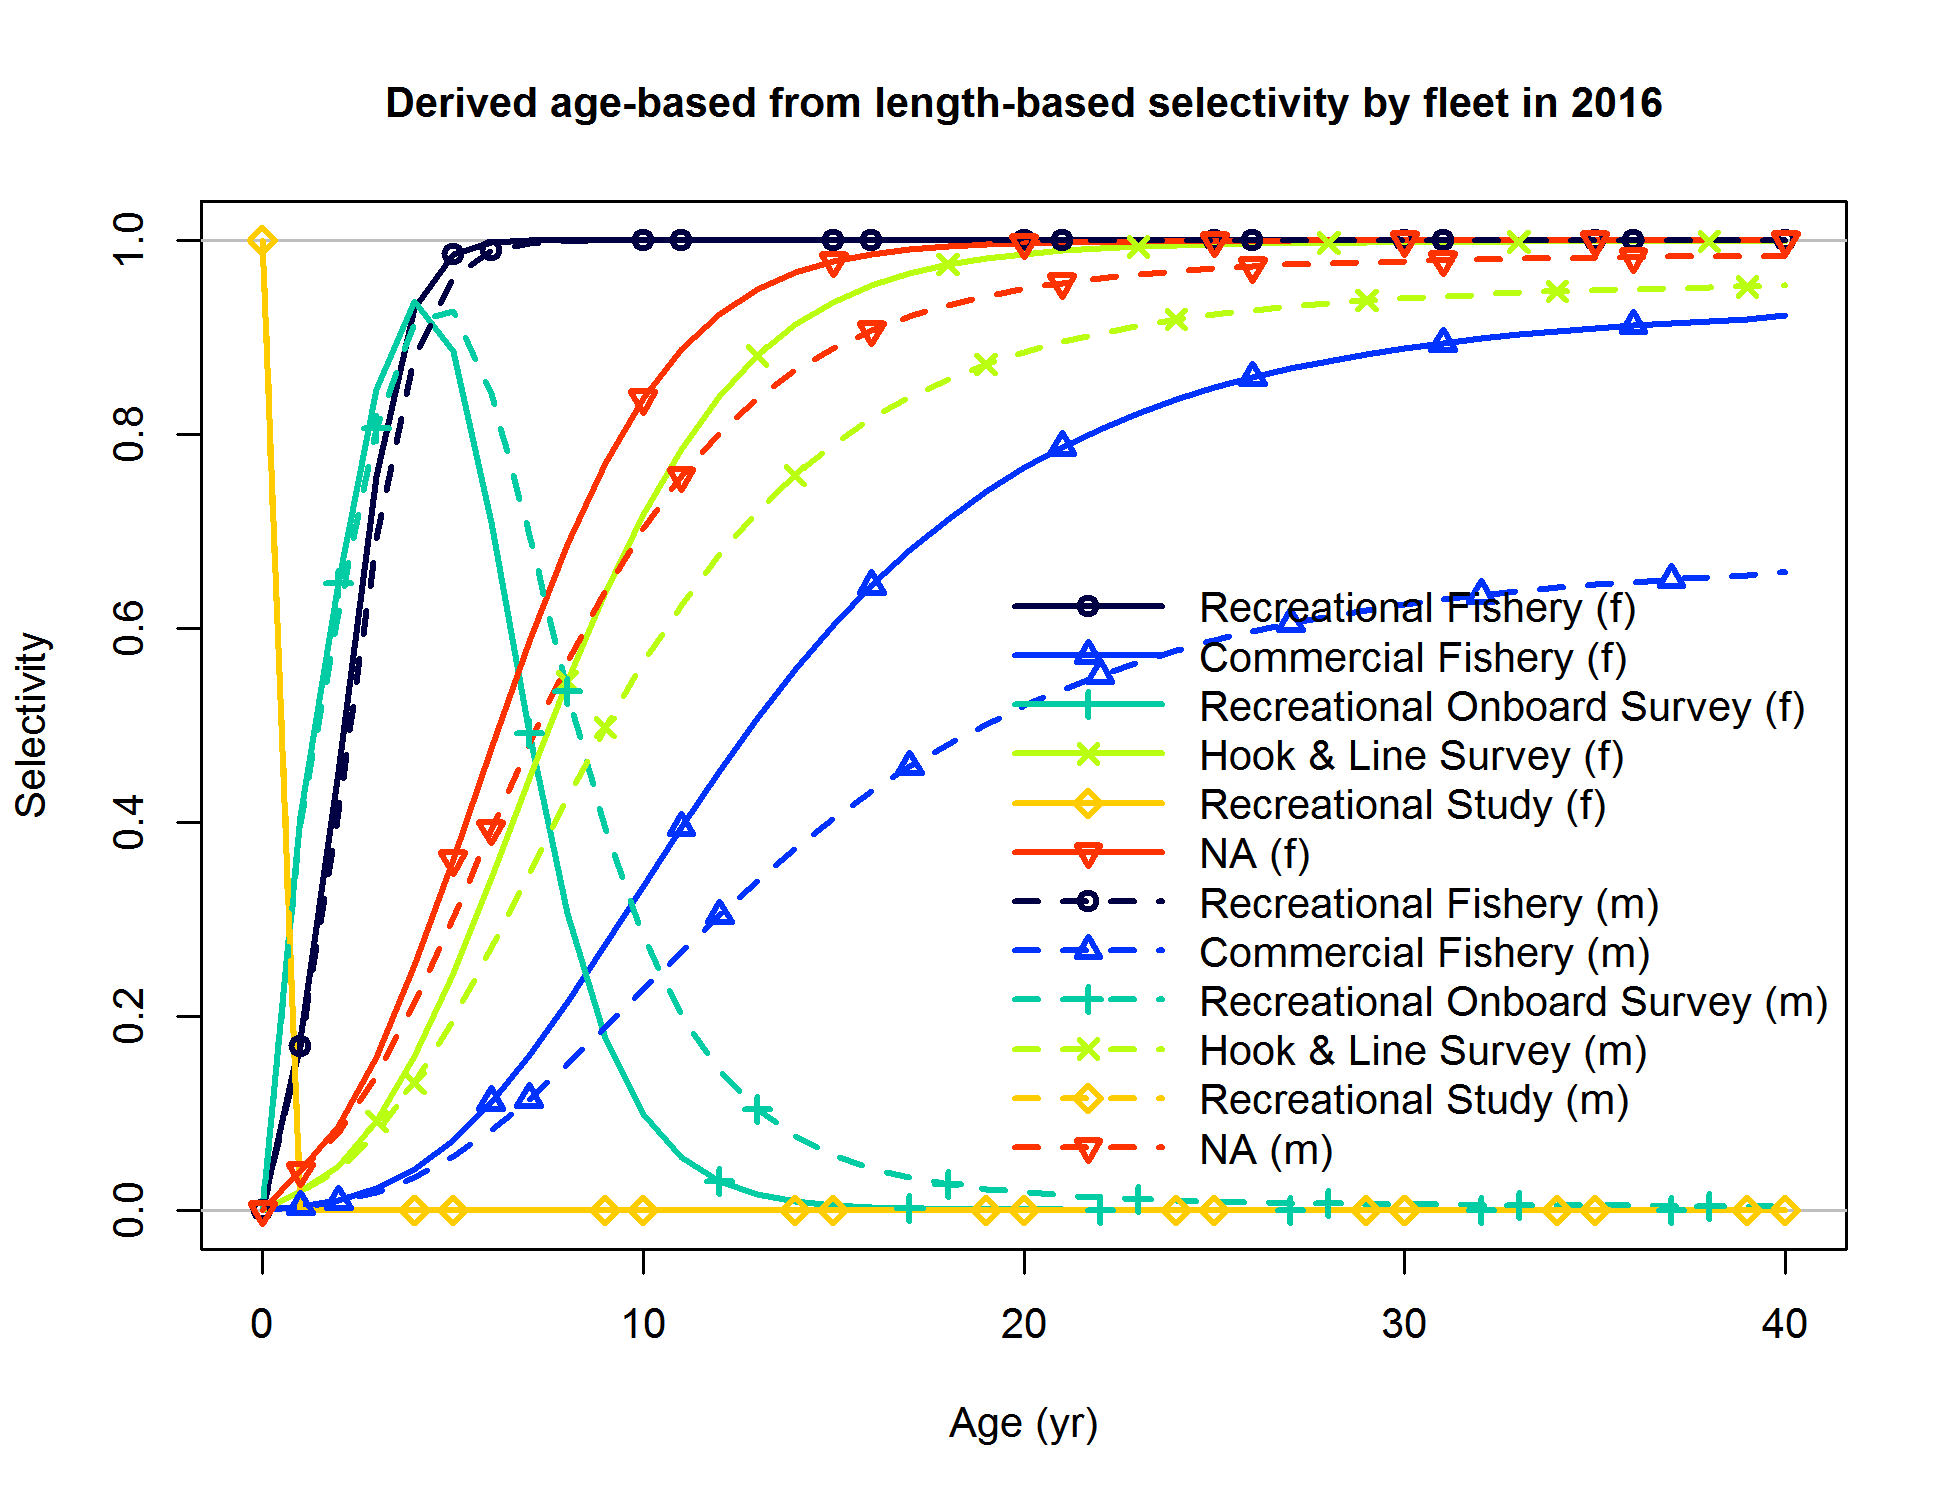 Derived age-based from length-based selectivity by fleet in 2016
Selectivity
1.0
0.8
0.6
0.4
0.2
0.0
Recreational Fishery (f)
Commercial Fishery (f)
Recreational Onboard Survey (f)
Hook & Line Survey (f)
Recreational Study (f)
NA (f)
Recreational Fishery (m)
Commercial Fishery (m)
Recreational Onboard Survey (m)
Hook & Line Survey (m)
Recreational Study (m)
NA (m)
0 10 20 30 40
Age (yr)